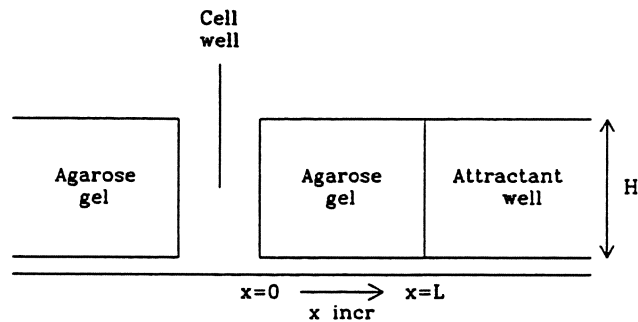 Cell
well
Agarose
gel
Agarose
gel
Attractant
well
H
x=0
x=L
x incr